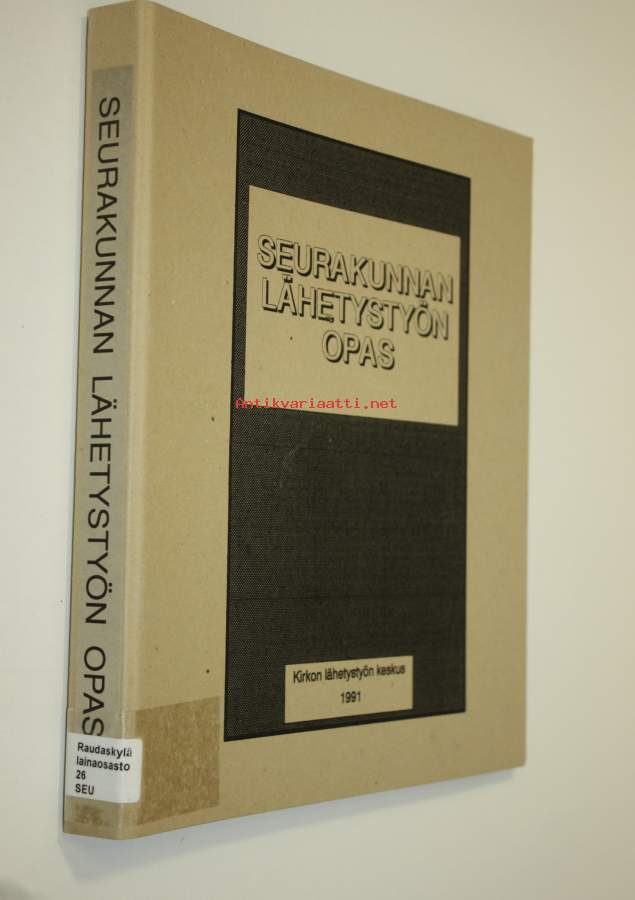 SEURAKUNNAN LÄHETYSTYÖN OPAS
SEURAKUNNAN
LÄHETYSTYÖN
OPAS
Antikvariaatti.net
Kirkon lähetystyön keskus
1991
Raudaskylä
lainaosasto
26
SEU